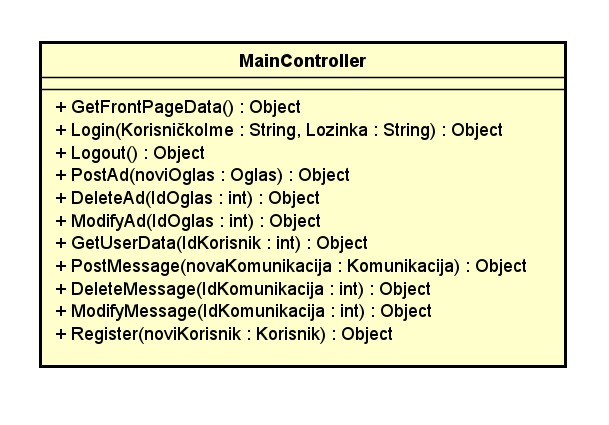 MainController
+ GetFrontPageData() : Object
+ Login(KorisničkoIme : String, Lozinka : String) : Object
+ Logout() : Object
+ PostAd(noviOglas : Oglas) : Object
+ DeleteAd(IdOglas : int) : Object
+ ModifyAd(IdOglas : int) : Object
+ GetUserData(IdKorisnik : int) : Object
+ PostMessage(novaKomunikacija : Komunikacija) : Object
+ DeleteMessage(IdKomunikacija : int) : Object
+ ModifyMessage(IdKomunikacija : int) : Object
+ Register(noviKorisnik : Korisnik) : Object